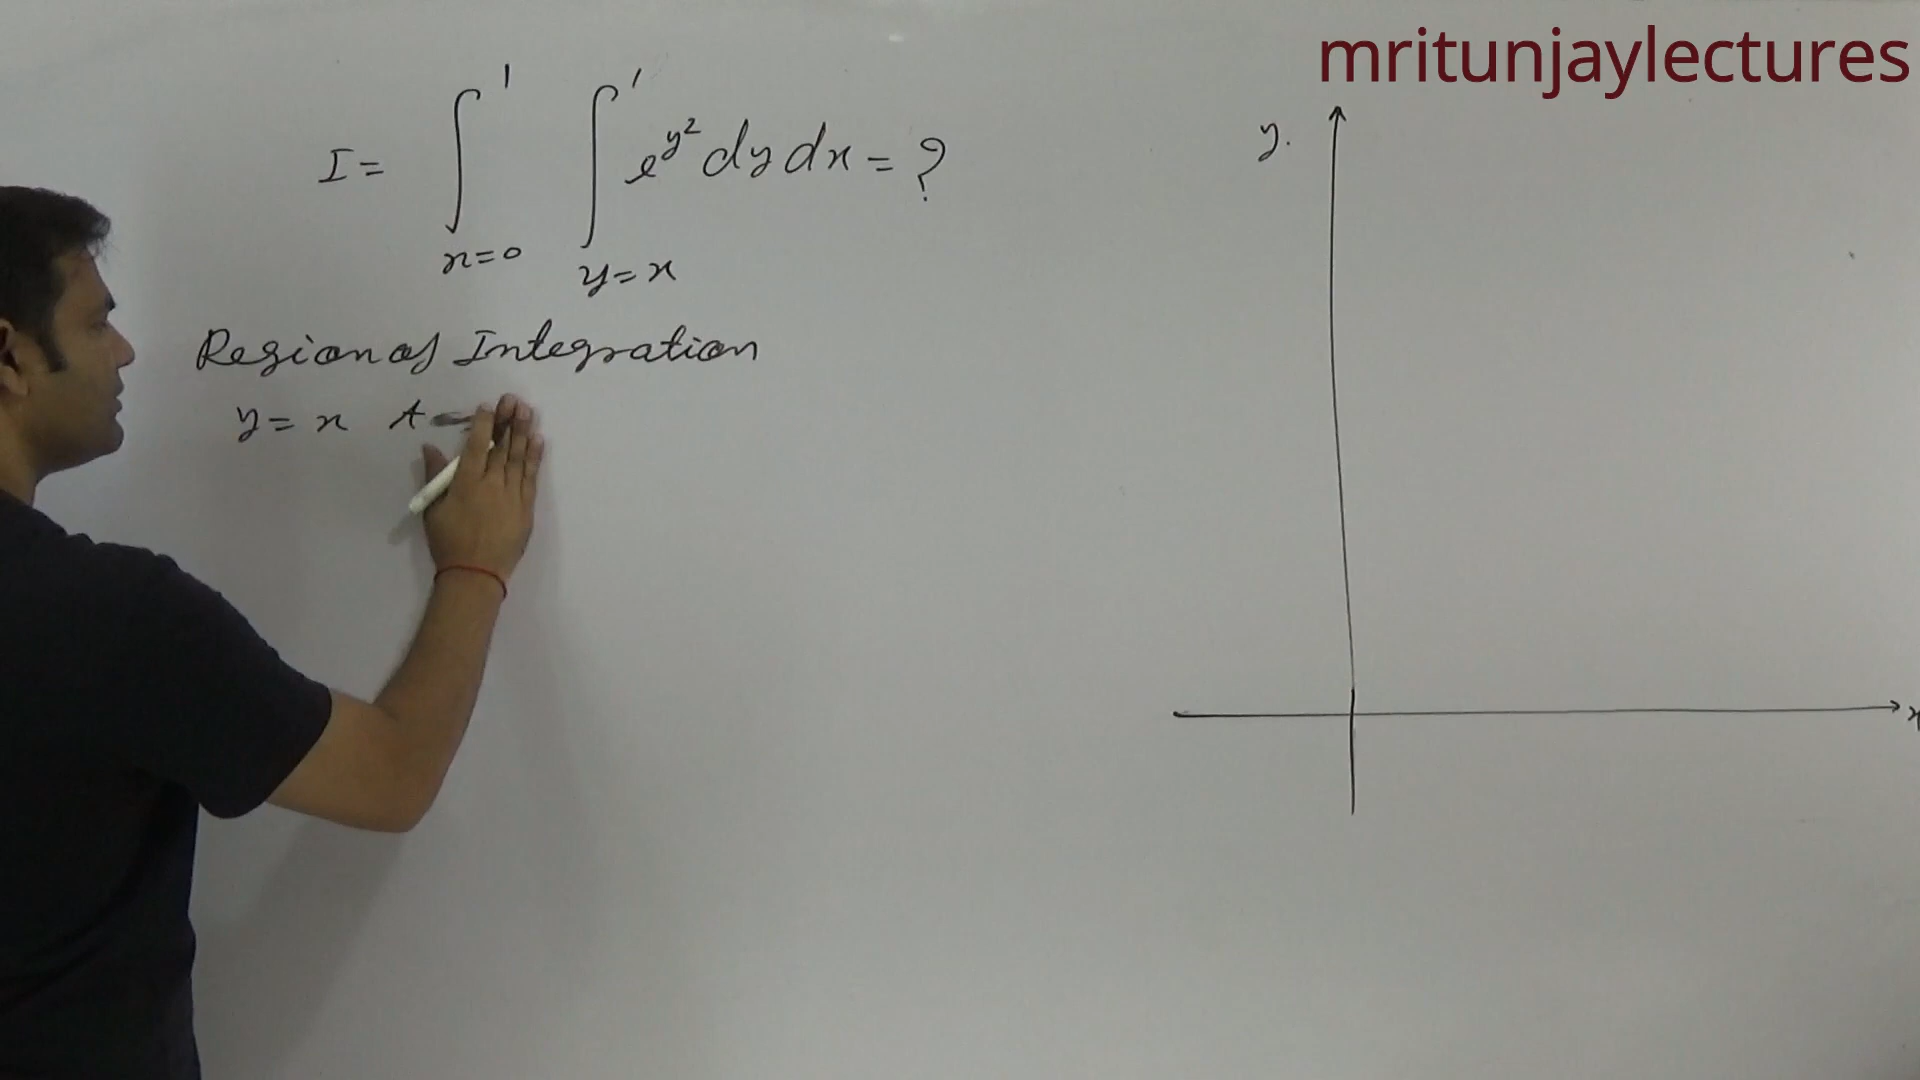 mritunjaylectures
I = ∫_{x=0}^{1} ∫_{y=x}^{1} e^{y²} dy dx = ?
Region of Integration
y = x
y.
x